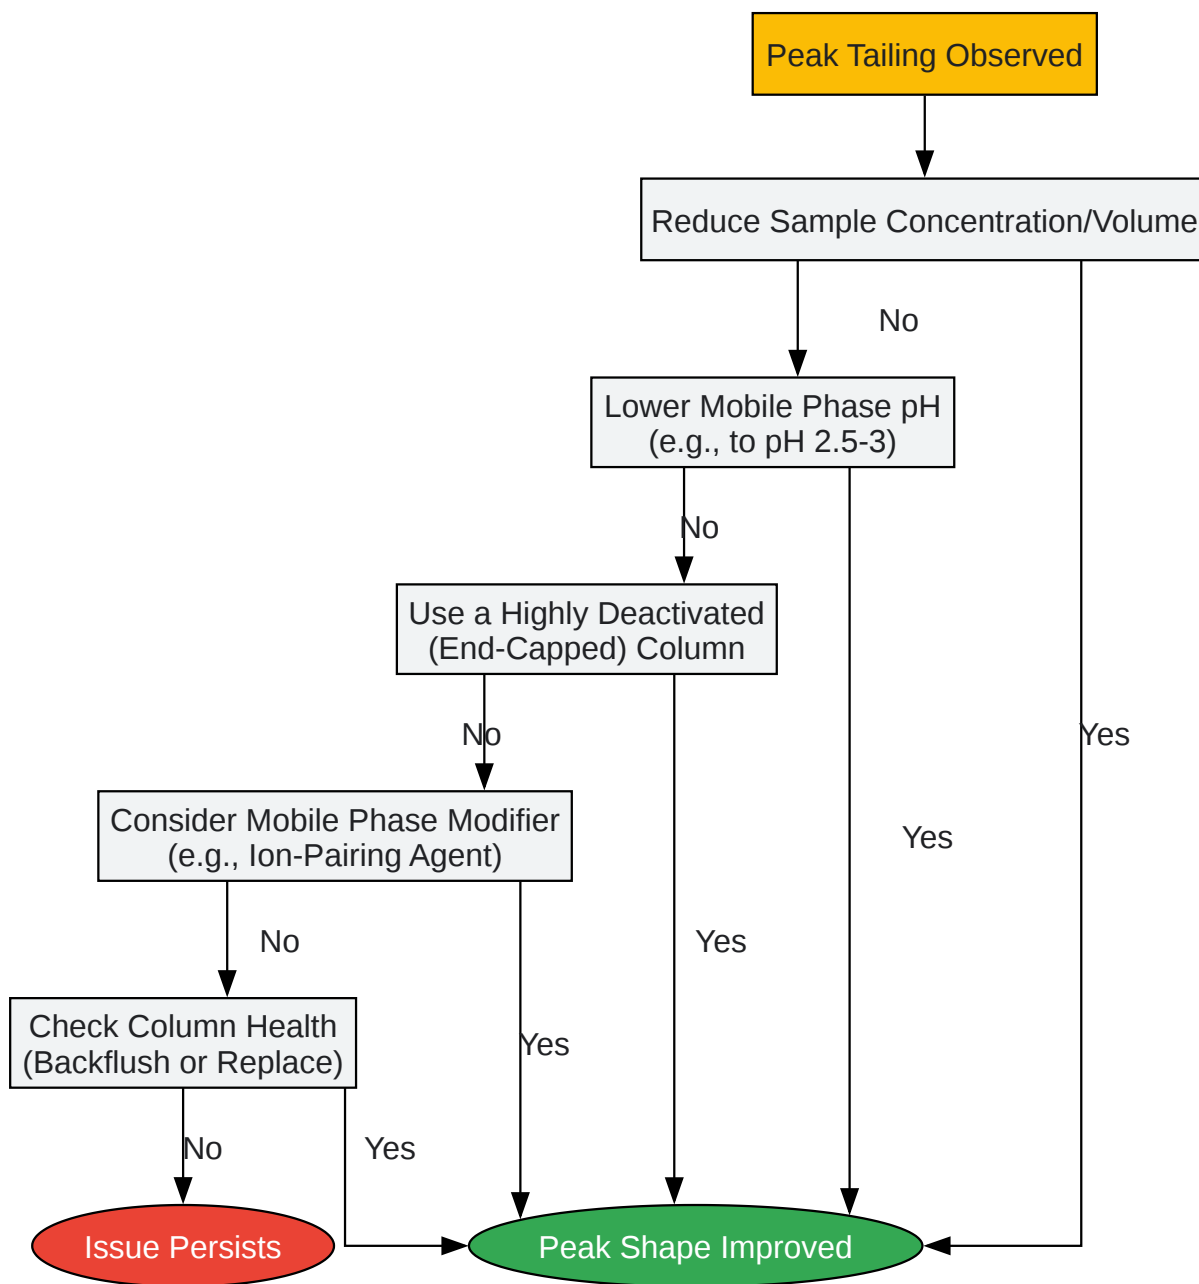 Peak Tailing Observed
Reduce Sample Concentration/Volume
No
Lower Mobile Phase pH
(e.g., to pH 2.5-3)
No
Use a Highly Deactivated
(End-Capped) Column
No
Yes
Consider Mobile Phase Modifier
(e.g., Ion-Pairing Agent)
Yes
No
Yes
Check Column Health
(Backflush or Replace)
Yes
No
Yes
Issue Persists
Peak Shape Improved